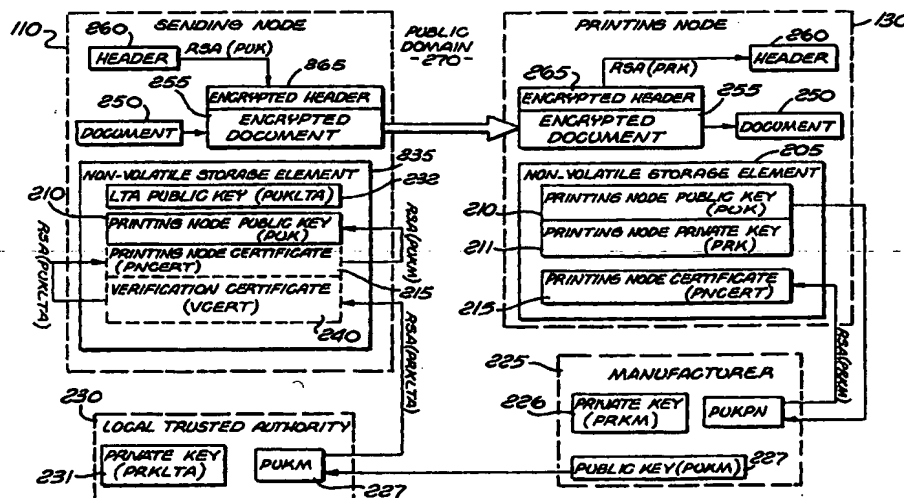 SENDING NODE
110
260
HEADER
RSA (PUK)
265
255
ENCRYPTED HEADER
250
DOCUMENT
ENCRYPTED DOCUMENT
PUBLIC DOMAIN
-270-
PRINTING NODE
130
260
HEADER
RSA (PRK)
265
ENCRYPTED HEADER
255
ENCRYPTED DOCUMENT
250
DOCUMENT
235
NON-VOLATILE STORAGE ELEMENT
LTA PUBLIC KEY (PUKLTA)
232
210
PRINTING NODE PUBLIC KEY
(PUK)
PRINTING NODE CERTIFICATE
(PNCERT)
215
VERIFICATION CERTIFICATE
(VCERT)
240
RSA (PUKLTA)
RSA(PUKM)
RSA(PRKLTA)
205
NON-VOLATILE STORAGE ELEMENT
210
PRINTING NODE PUBLIC KEY
(PUK)
211
PRINTING NODE PRIVATE KEY
(PRK)
PRINTING NODE CERTIFICATE
215
(PNCERT)
RSA(PRKM)
230
LOCAL TRUSTED AUTHORITY
PRIVATE KEY
231
(PRKLTA)
PUKM
227
225
MANUFACTURER
226
PRIVATE KEY
(PRKM)
PUKPN
PUBLIC KEY (PUKM)
227